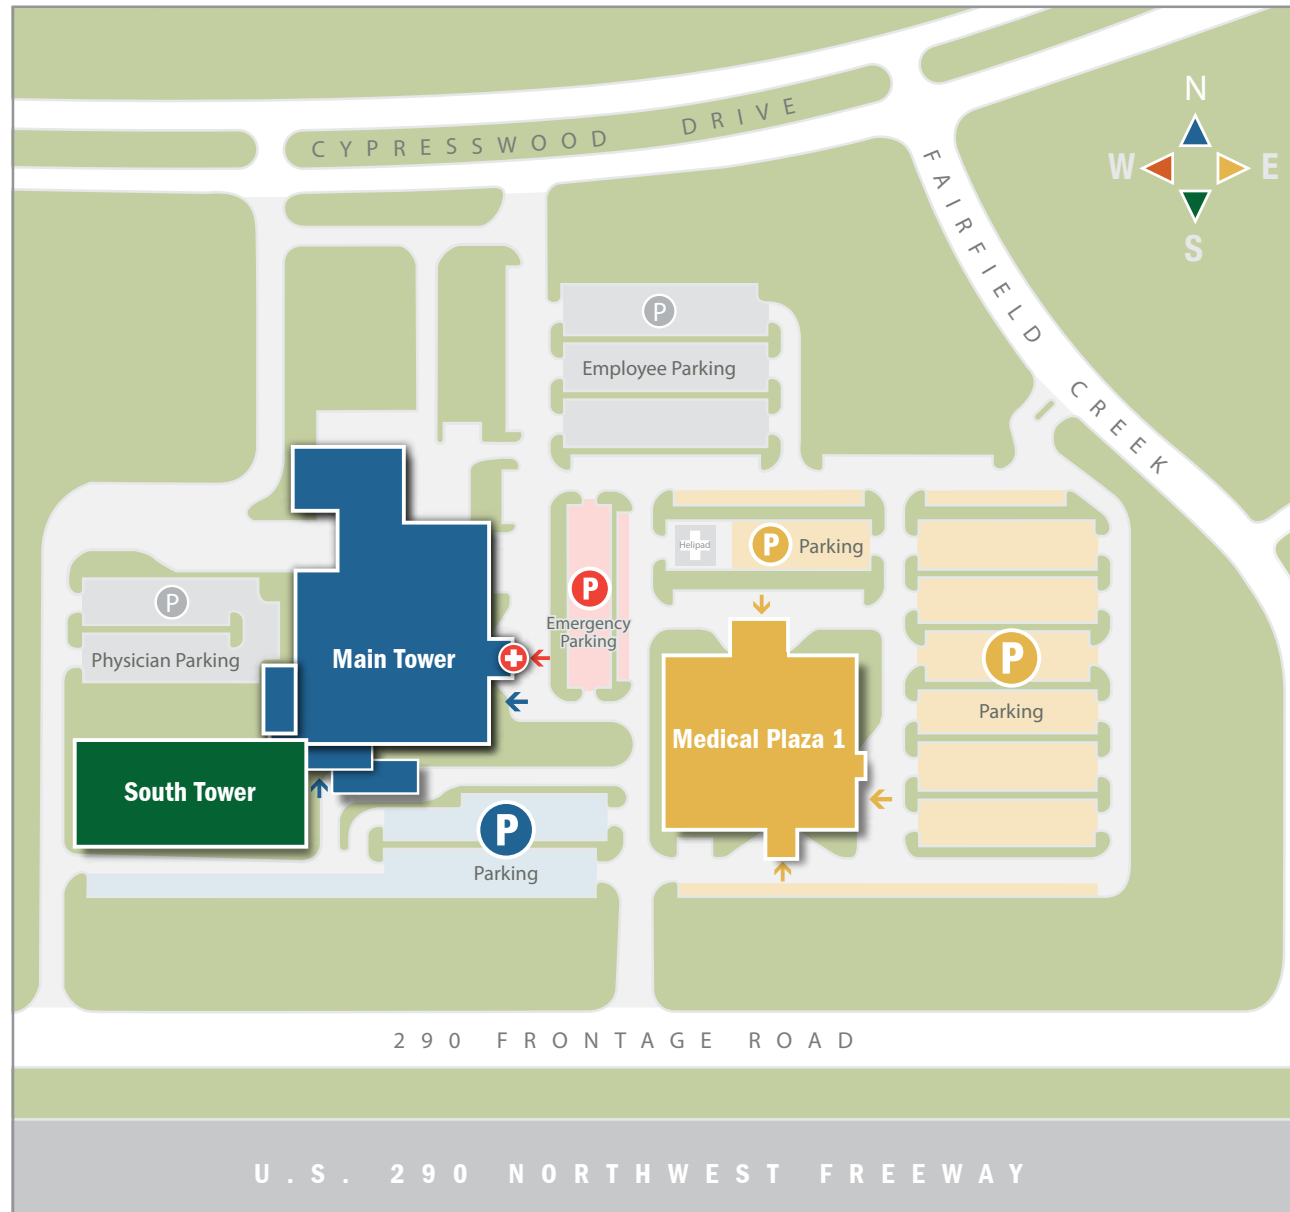 CYPRESSWOOD DRIVE
N
W E
S
FAIRFIELD CREEK
P
Employee Parking
Helipad
P Parking
P
Emergency
Parking
P
Physician Parking
Main Tower
P
Parking
Medical Plaza 1
South Tower
P
Parking
290 FRONTAGE ROAD
U.S. 290 NORTHWEST FREEWAY